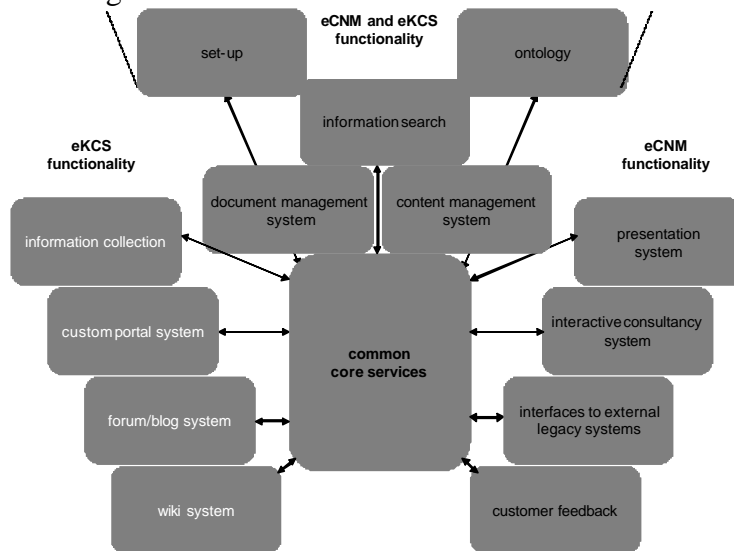 eCNM and eKCS
functionality
set-up
ontology
information search
eKCS
functionality
eCNM
functionality
document management
system
content management
system
information collection
presentation
system
custom portal system
interactive consultancy
system
common
core services
forum/blog system
interfaces to external
legacy systems
wiki system
customer feedback